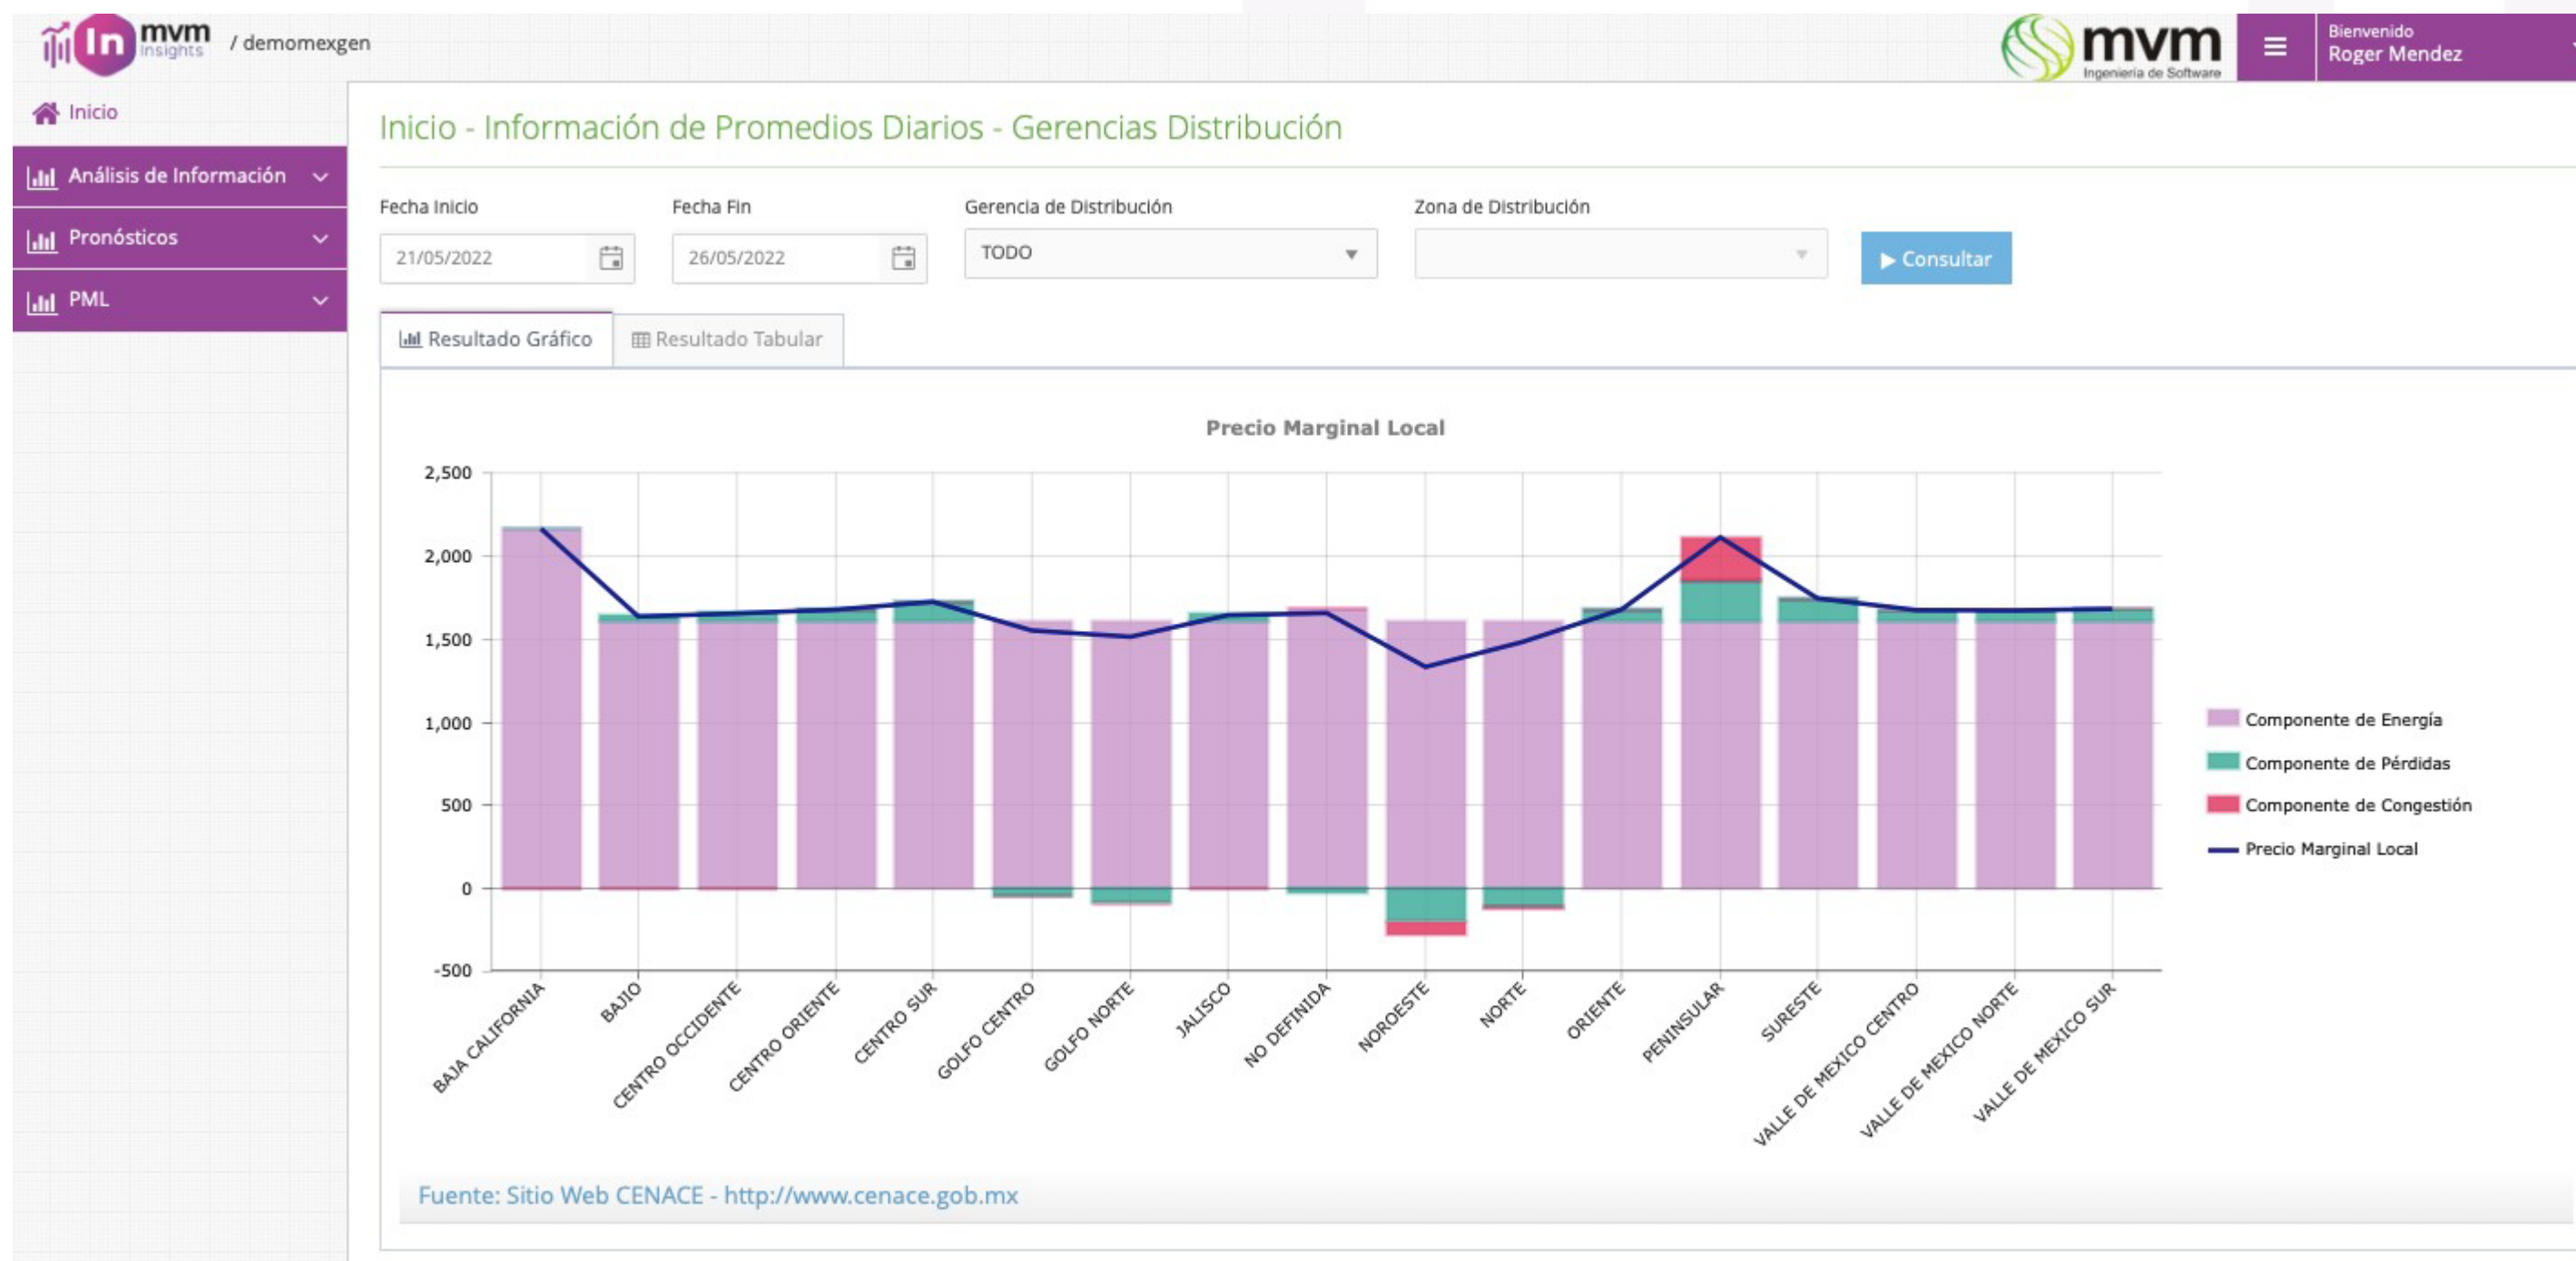 In mvm insights / demomexgen
mvm Ingeniería de Software
Bienvenido
Roger Mendez
Inicio
Análisis de Información
Pronósticos
PML
Inicio - Información de Promedios Diarios - Gerencias Distribución
Fecha Inicio Fecha Fin Gerencia de Distribución Zona de Distribución
21/05/2022 26/05/2022 TODO Consultar
Resultado Gráfico Resultado Tabular
Precio Marginal Local
2,500
2,000
1,500
1,000
500
0
-500
BAJA CALIFORNIA
BAJIO
CENTRO OCCIDENTE
CENTRO ORIENTE
CENTRO SUR
GOLFO CENTRO
GOLFO NORTE
JALISCO
NO DEFINIDA
NOROESTE
NORTE
ORIENTE
PENINSULAR
SURESTE
VALLE DE MEXICO CENTRO
VALLE DE MEXICO NORTE
VALLE DE MEXICO SUR
Componente de Energía
Componente de Pérdidas
Componente de Congestión
Precio Marginal Local
Fuente: Sitio Web CENACE - http://www.cenace.gob.mx